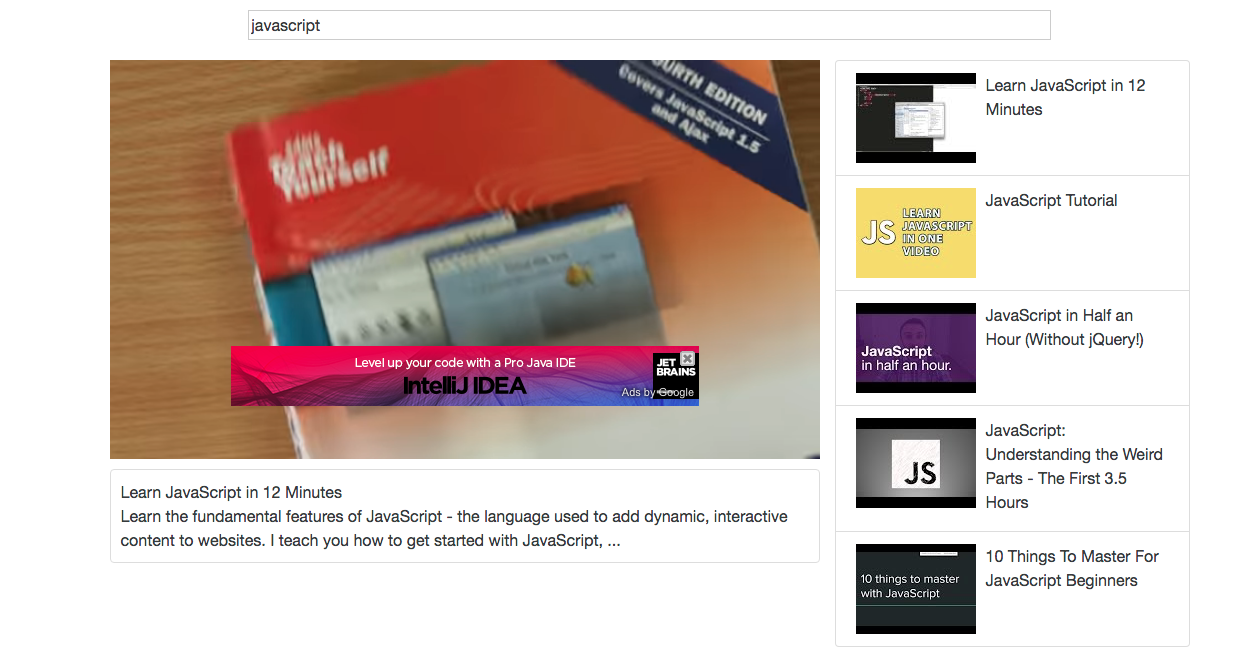 javascript
FOURTH EDITION
Covers JavaScript 1.5
and Ajax
Teach
Yourself
Level up your code with a Pro Java IDE
IntelliJ IDEA
JET
BRAINS
Ads by Google
Learn JavaScript in 12 Minutes
Learn the fundamental features of JavaScript - the language used to add dynamic, interactive
content to websites. I teach you how to get started with JavaScript, ...
Learn JavaScript in 12
Minutes
JS
LEARN
JAVASCRIPT
IN ONE
VIDEO
JavaScript Tutorial
JavaScript
in half an hour.
JavaScript in Half an
Hour (Without jQuery!)
JS
JavaScript:
Understanding the Weird
Parts - The First 3.5
Hours
10 things to master
with JavaScript
10 Things To Master For
JavaScript Beginners